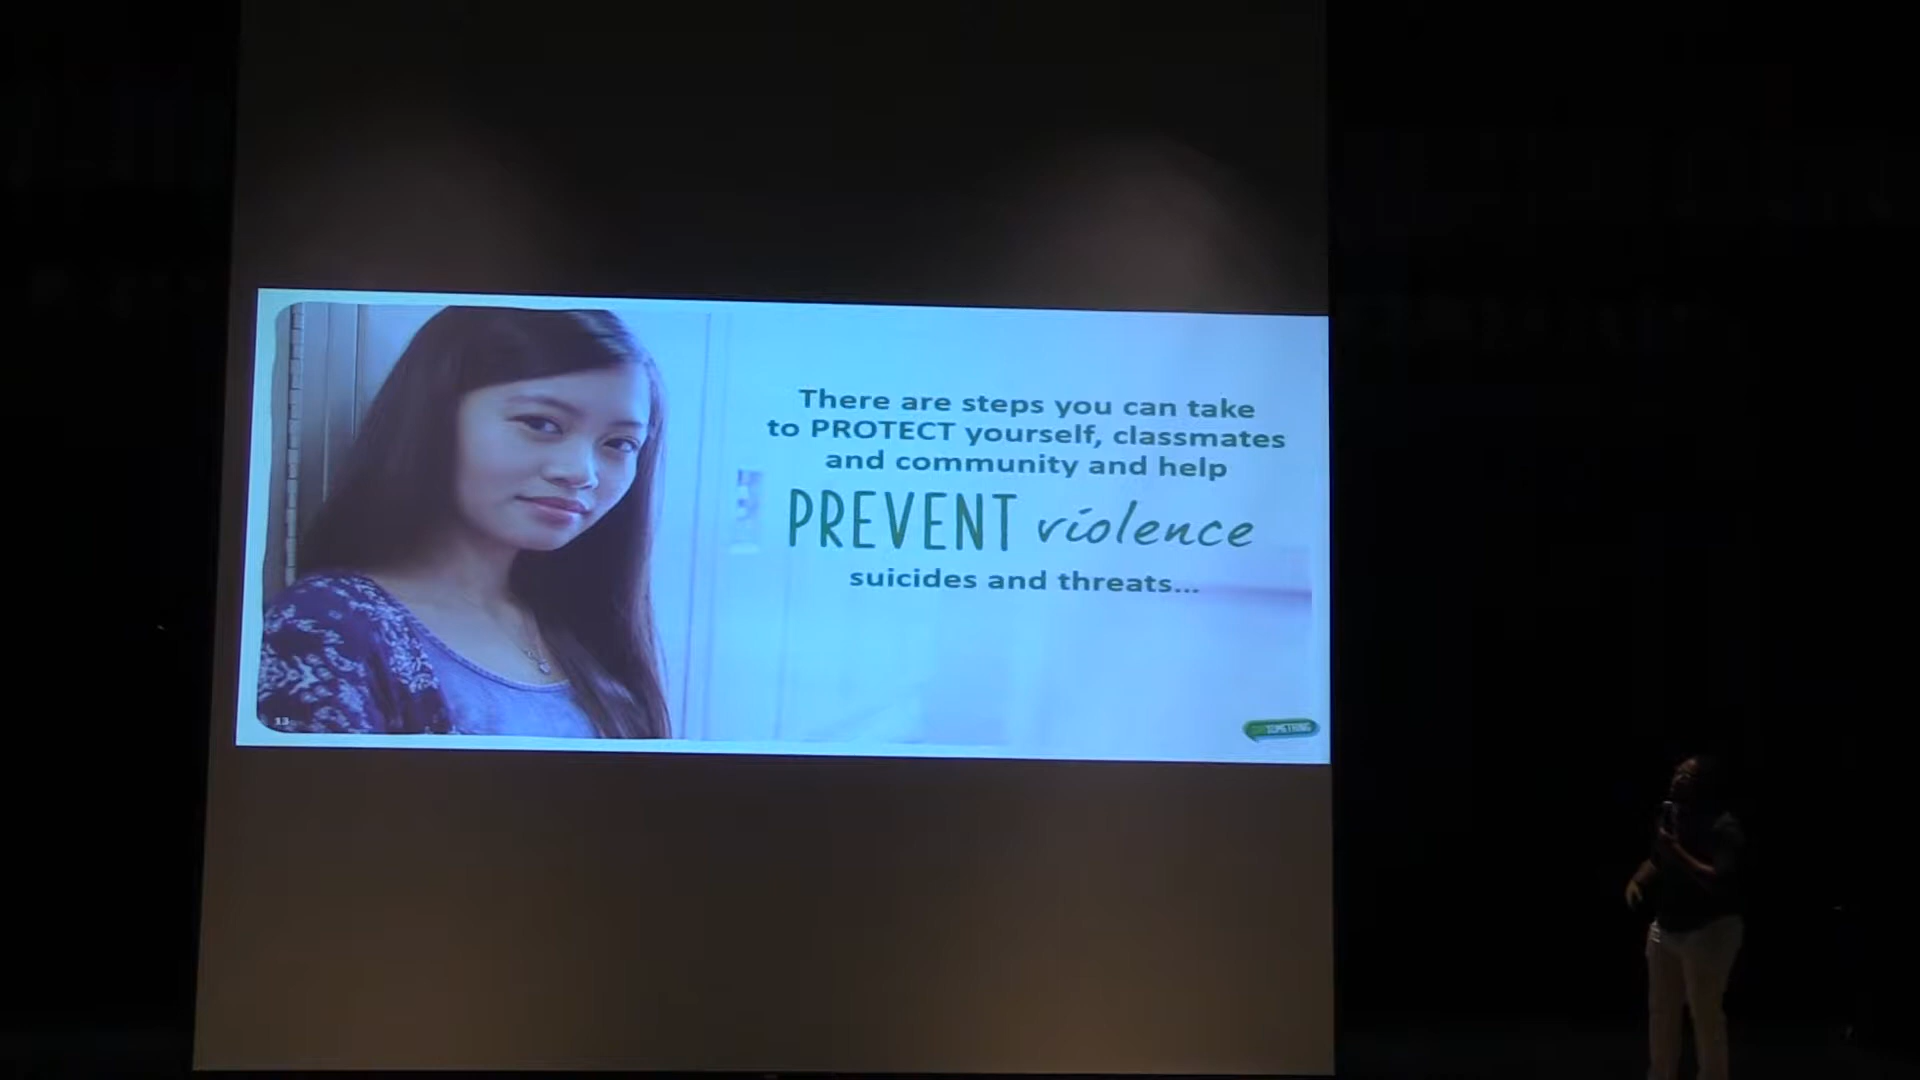 There are steps you can take
to PROTECT yourself, classmates
and community and help
PREVENT violence
suicides and threats...
13